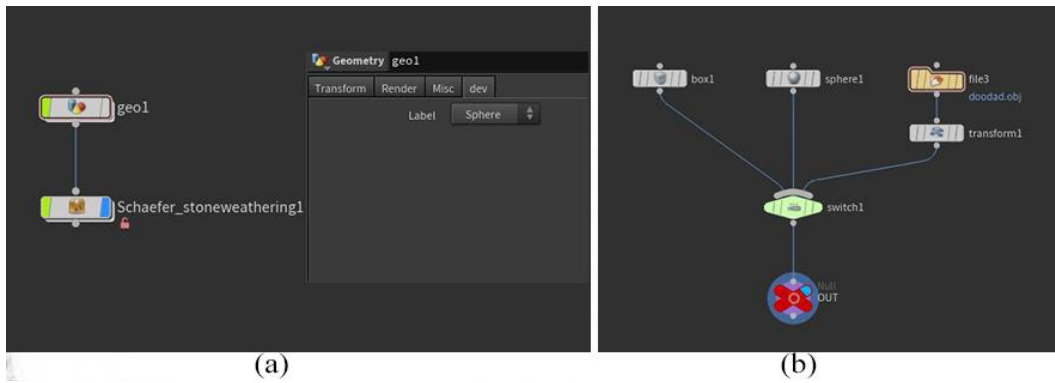 Geometry geo1
Transform Render Misc dev
Label Sphere
geo1
Schaefer_stoneweathering1
(a)
box1
sphere1
file3
doodad.obj
transform1
switch1
Null
OUT
(b)